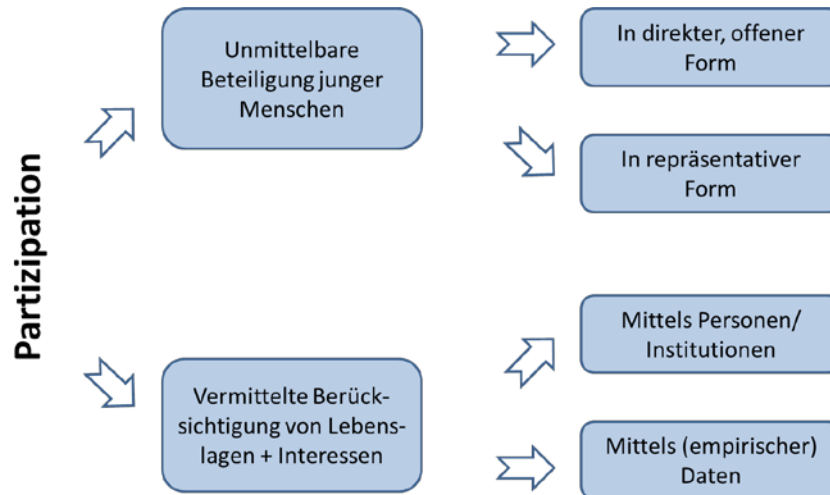 Partizipation
Unmittelbare
Beteiligung junger
Menschen
In direkter, offener
Form
In repräsentativer
Form
Vermittelte Berück-
sichtigung von Lebens-
lagen + Interessen
Mittels Personen/
Institutionen
Mittels (empirischer)
Daten